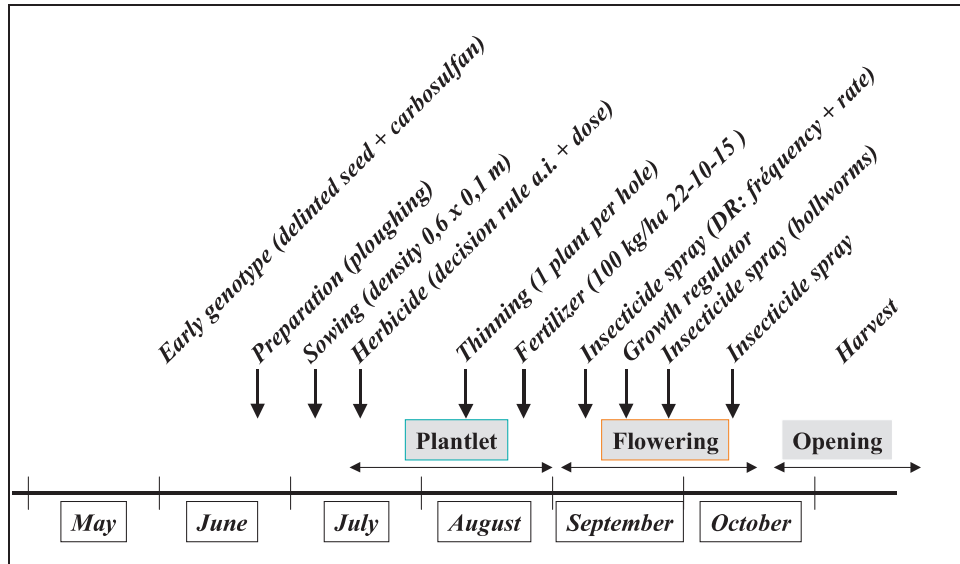 Early genotype (delinted seed + carbosulfan)
Preparation (ploughing)
Sowing (density 0,6 x 0,1 m)
Herbicide (decision rule a.i. + dose)
Thinning (1 plant per hole)
Fertilizer (100 kg/ha 22-10-15 )
Insecticide spray (DR: fréquency + rate)
Growth regulator
Insecticide spray (bollworms)
Insecticide spray
Harvest
Plantlet
Flowering
Opening
May
June
July
August
September
October